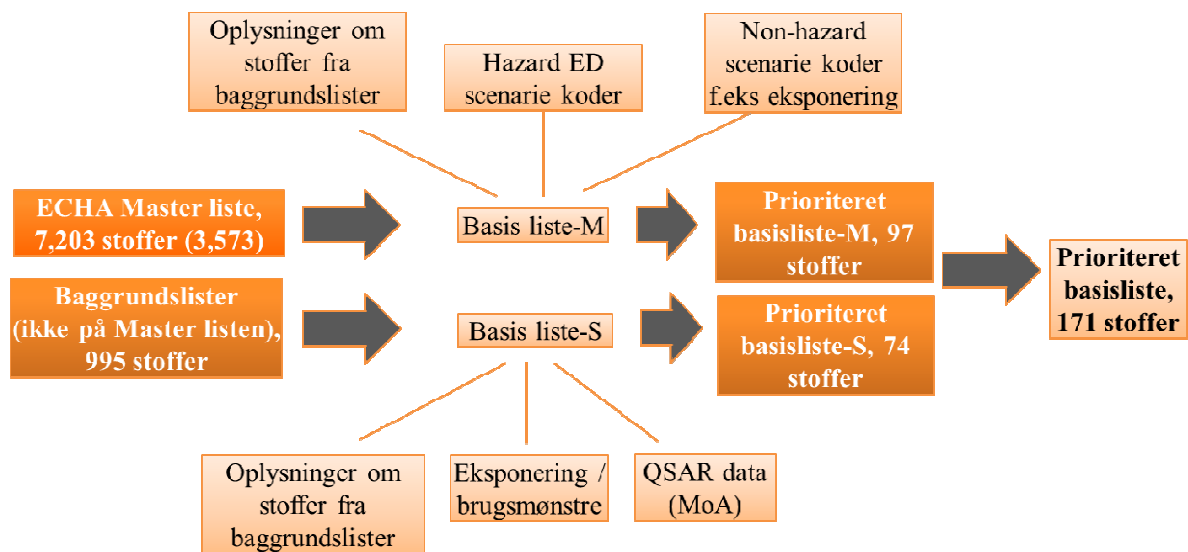 Oplysninger om
stoffer fra
baggrundslister
Hazard ED
scenarie koder
Non-hazard
scenarie koder
f.eks eksponering
ECHA Master liste,
7,203 stoffer (3,573)
Basis liste-M
Prioriteret
basisliste-M, 97
stoffer
Prioriteret
basisliste,
171 stoffer
Baggrundslister
(ikke på Master listen),
995 stoffer
Basis liste-S
Prioriteret
basisliste-S, 74
stoffer
Oplysninger om
stoffer fra
baggrundslister
Eksponering /
brugsmønstre
QSAR data
(MoA)